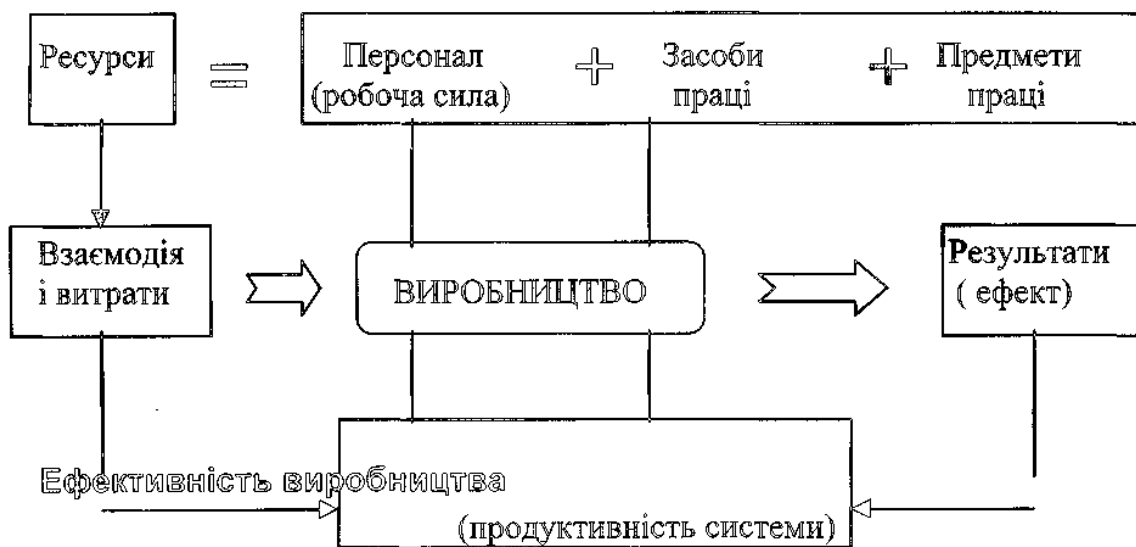 Ресурси = Персонал + Засоби + Предмети
(робоча сила) праці праці
Взаємодія
і витрати
ВИРОБНИЦТВО
Результати
( ефект)
Ефективність виробництва
(продуктивність системи)